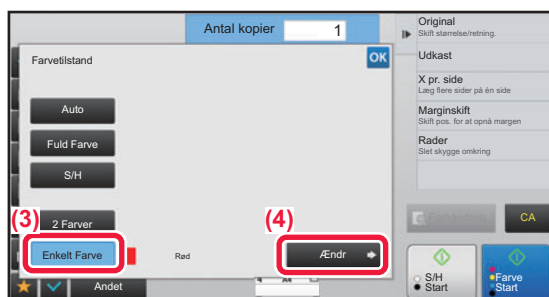 Antal kopier 1
Farvetilstand
OK
Auto
Fuld Farve
S/H
(3)
2 Farver
Enkelt Farve
Rød
(4)
Ændr
Andet
A4
Original
Skift størrelse/retning.
Udkast
X pr. side
Læg flere sider på én side
Marginskift
Skift pos. for at opnå margen
Rader
Slet skygge omkring
CA
S/H
Start
Farve
Start